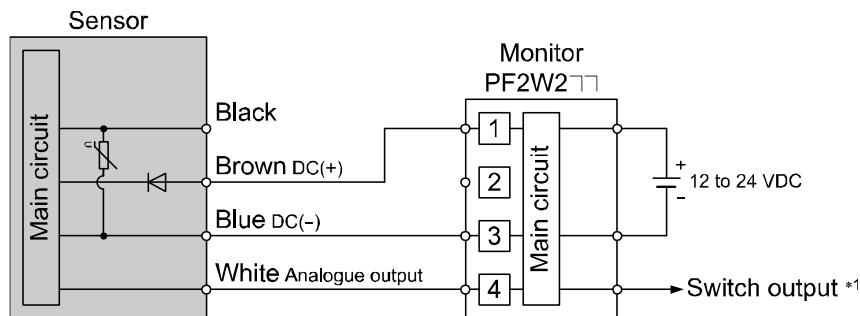 Sensor
Monitor
PF2W2□□
Main circuit
Black
Brown DC(+)
Blue DC(−)
White Analogue output
1
2
3
4
Main circuit
+
12 to 24 VDC
−
Switch output *1